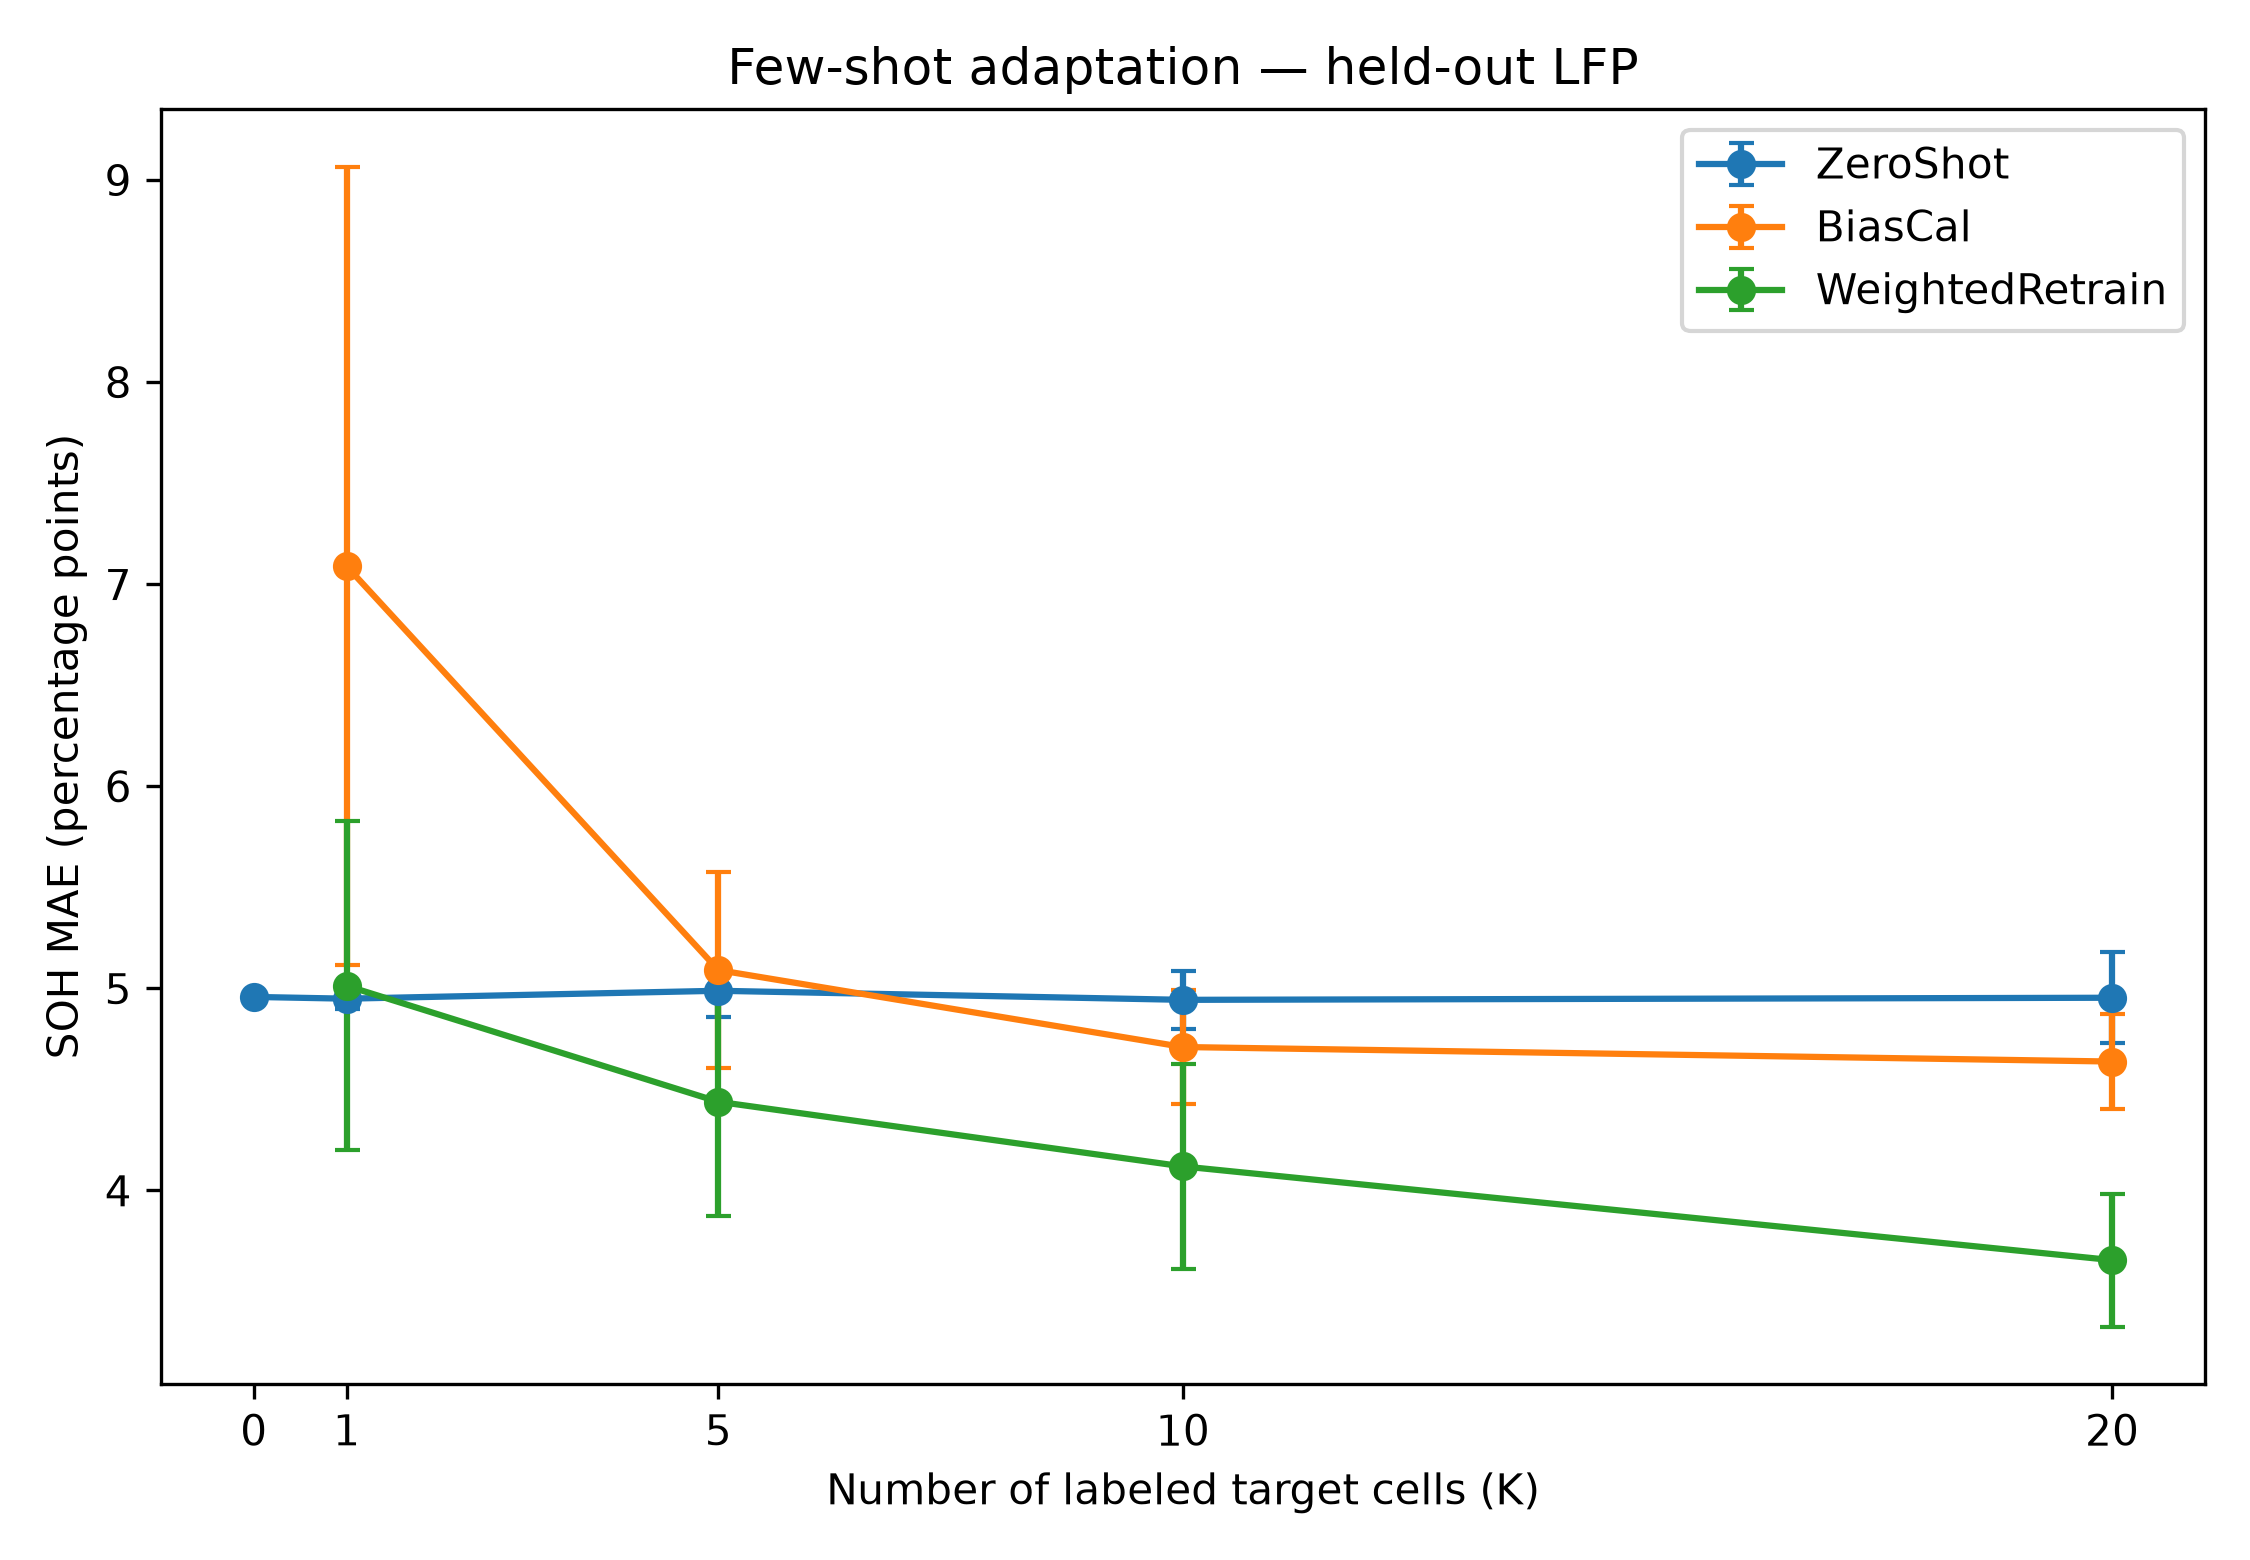 Few-shot adaptation — held-out LFP
ZeroShot
BiasCal
WeightedRetrain
SOH MAE (percentage points)
9
8
7
6
5
4
0 1 5 10 20
Number of labeled target cells (K)